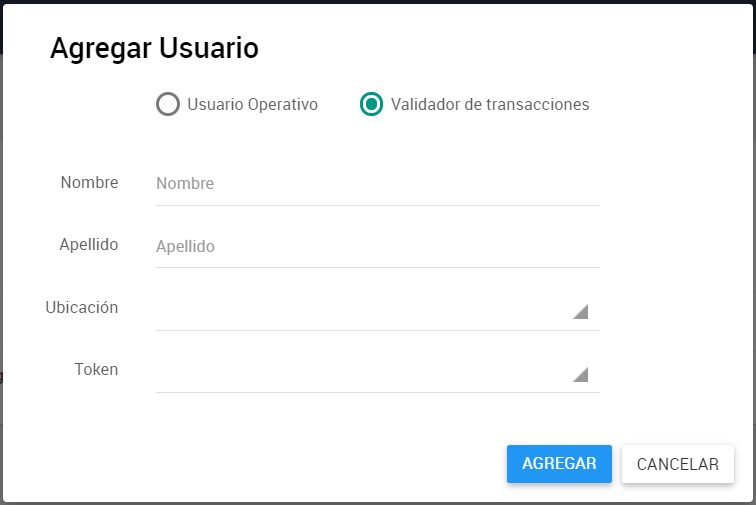 Agregar Usuario
Usuario Operativo Validador de transacciones
Nombre Nombre
Apellido Apellido
Ubicación
Token
AGREGAR CANCELAR